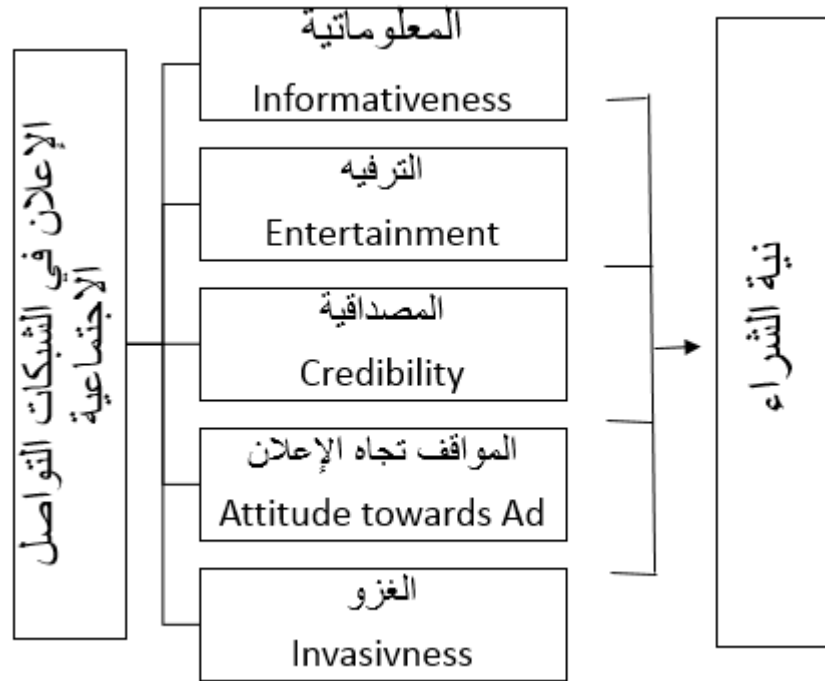 الإعلان في الشبكات التواصل
الاجتماعية
المعلوماتية
Informativeness
الترفيه
Entertainment
المصداقية
Credibility
المواقف تجاه الإعلان
Attitude towards Ad
الغزو
Invasivness
نية الشراء